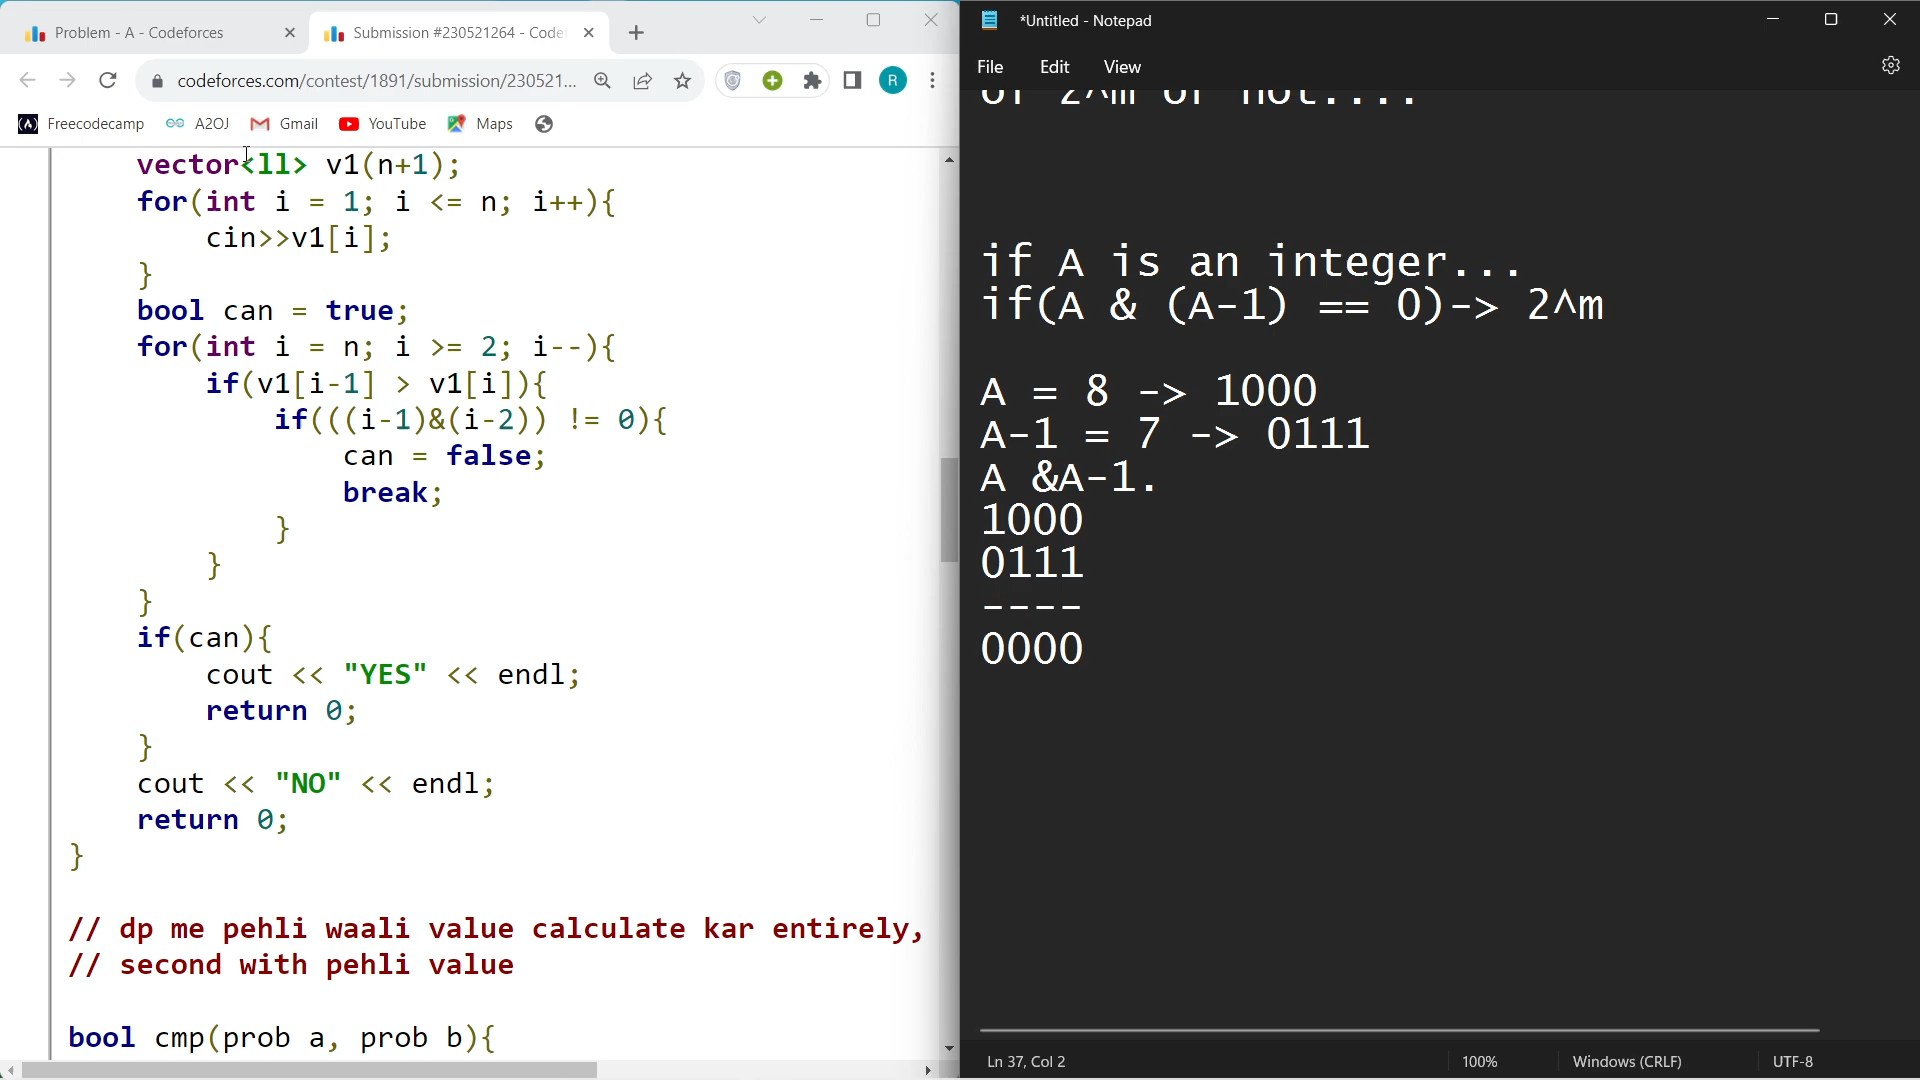 Problem - A - Codeforces
Submission #230521264 - Code
codeforces.com/contest/1891/submission/230521...
R
Freecodecamp
A2OJ
Gmail
YouTube
Maps
vector<ll> v1(n+1);
for(int i = 1; i <= n; i++){
cin>>v1[i];
}
bool can = true;
for(int i = n; i >= 2; i--){
if(v1[i-1] > v1[i]){
if(((i-1)&(i-2)) != 0){
can = false;
break;
}
}
}
if(can){
cout << "YES" << endl;
return 0;
}
cout << "NO" << endl;
return 0;
}
// dp me pehli waali value calculate kar entirely,
// second with pehli value
bool cmp(prob a, prob b){
*Untitled - Notepad
File Edit View
of 2^m or not....
if A is an integer...
if(A & (A-1) == 0)-> 2^m
A = 8 -> 1000
A-1 = 7 -> 0111
A &A-1.
1000
0111
----
0000
Ln 37, Col 2
100%
Windows (CRLF)
UTF-8